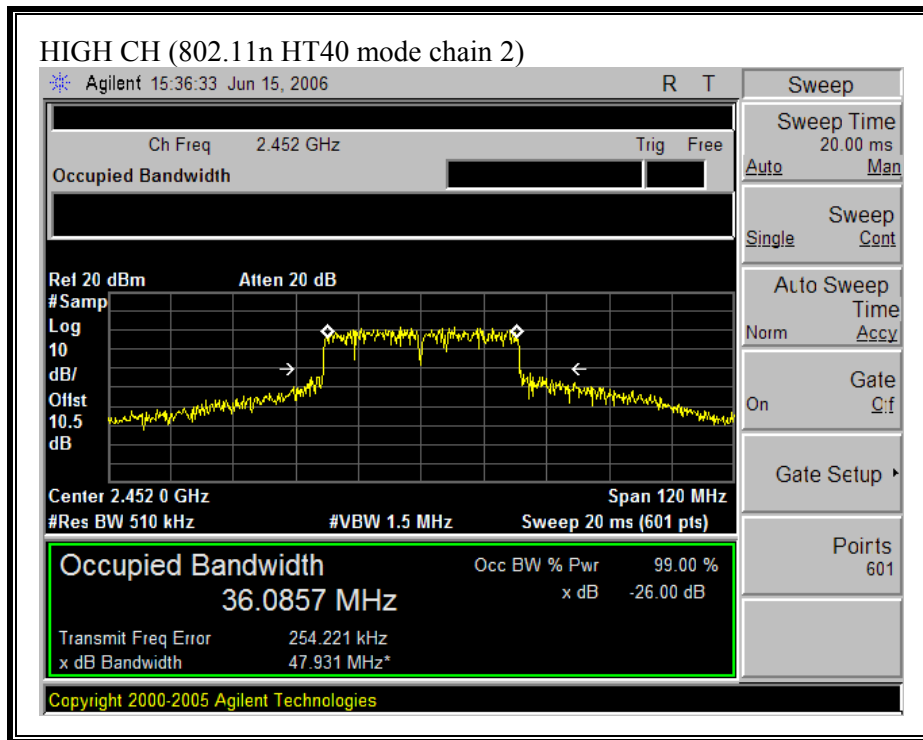 HIGH CH (802.11n HT40 mode chain 2)
Agilent 15:36:33 Jun 15, 2006 R T
Ch Freq 2.452 GHz Trig Free
Occupied Bandwidth
Ref 20 dBm Atten 20 dB
#Samp
Log
10
dB/
Offst
10.5
dB
Center 2.452 0 GHz Span 120 MHz
#Res BW 510 kHz #VBW 1.5 MHz Sweep 20 ms (601 pts)
Occupied Bandwidth Occ BW % Pwr 99.00 %
36.0857 MHz x dB -26.00 dB
Transmit Freq Error 254.221 kHz
x dB Bandwidth 47.931 MHz*
Copyright 2000-2005 Agilent Technologies
Sweep
Sweep Time
20.00 ms
Auto Man
Sweep
Single Cont
Auto Sweep
Time
Norm Accy
Gate
On Off
Gate Setup
Points
601